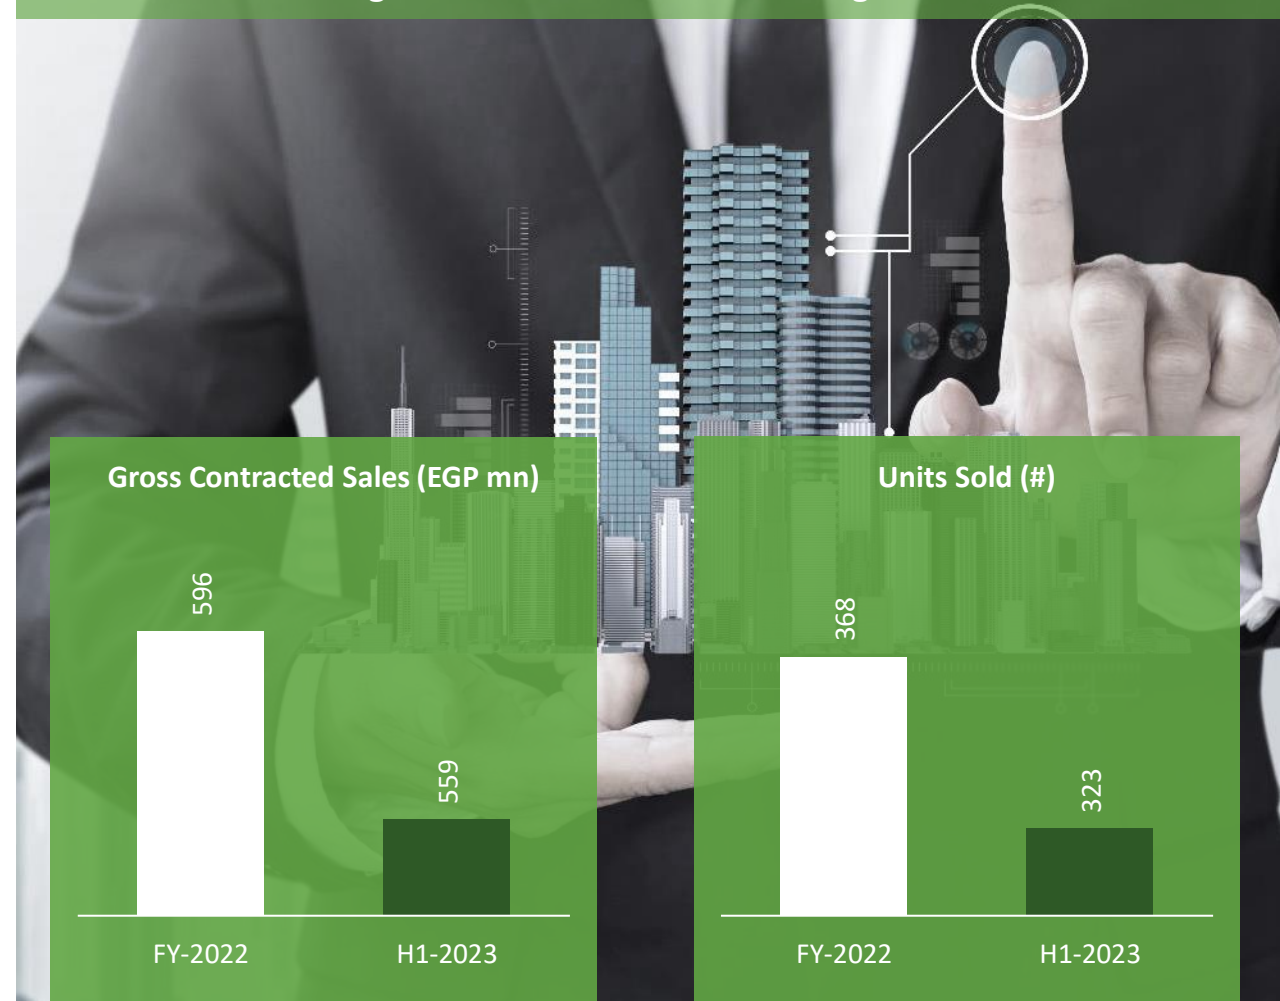 Gross Contracted Sales (EGP mn)
596
559
FY-2022
H1-2023
Units Sold (#)
368
323
FY-2022
H1-2023